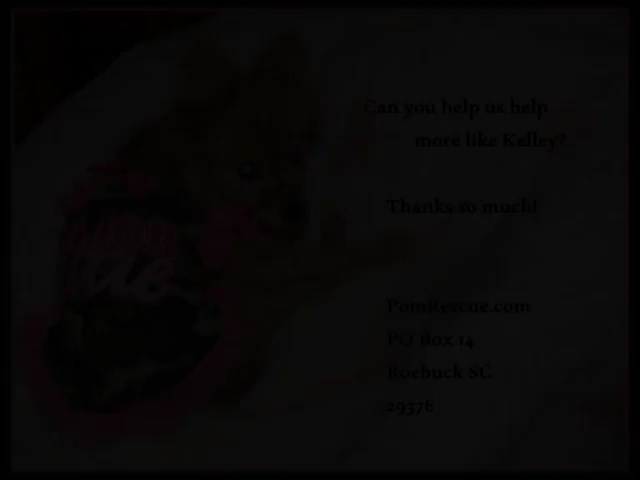 Can you help us help
more like Kelley?
Thanks so much!
PomRescue.com
PO Box 14
Roebuck SC
29376